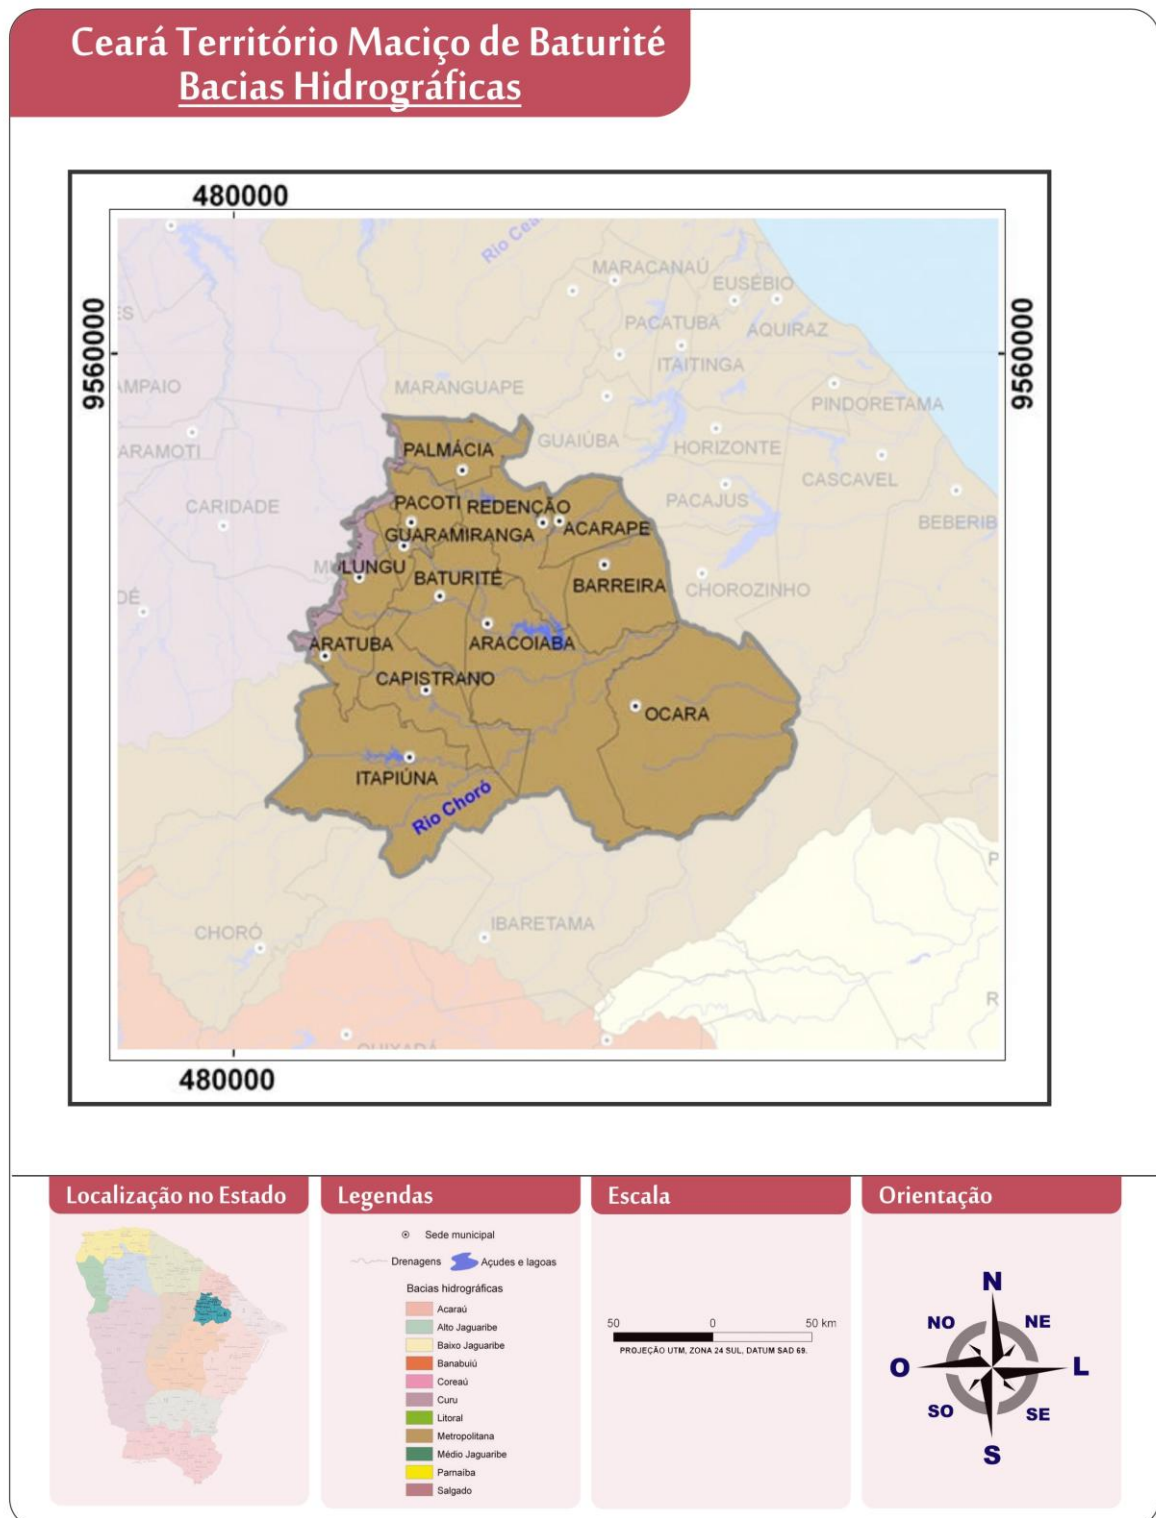 Ceará Território Maciço de Baturité
Bacias Hidrográficas
480000
9560000
9560000
Rio Cea
MARACANAÚ
EUSÉBIO
ES
PACATUBA
AQUIRAZ
ITAITINGA
AMPAIO
MARANGUAPE
PINDORETAMA
GUAIÚBA
HORIZONTE
ARAMOTI
PALMÁCIA
CASCAVEL
CARIDADE
PACOTI
REDENÇÃO
PACAJUS
BEBERIB
GUARAMIRANGA
ACARAPE
MULUNGU
BATURITÉ
BARREIRA
CHOROZINHO
DÉ
ARATUBA
ARACOIABA
CAPISTRANO
OCARA
ITAPIÚNA
Rio Choró
P
IBARETAMA
CHORÓ
R
QUIXADÁ
480000
Localização no Estado
Legendas
Sede municipal
Drenagens
Açudes e lagoas
Bacias hidrográficas
Acaraú
Alto Jaguaribe
Baixo Jaguaribe
Banabuiú
Coreaú
Curu
Litoral
Metropolitana
Médio Jaguaribe
Parnaíba
Salgado
Escala
50 0 50 km
PROJEÇÃO UTM, ZONA 24 SUL, DATUM SAD 69.
Orientação
N
NO
NE
O
L
SO
SE
S